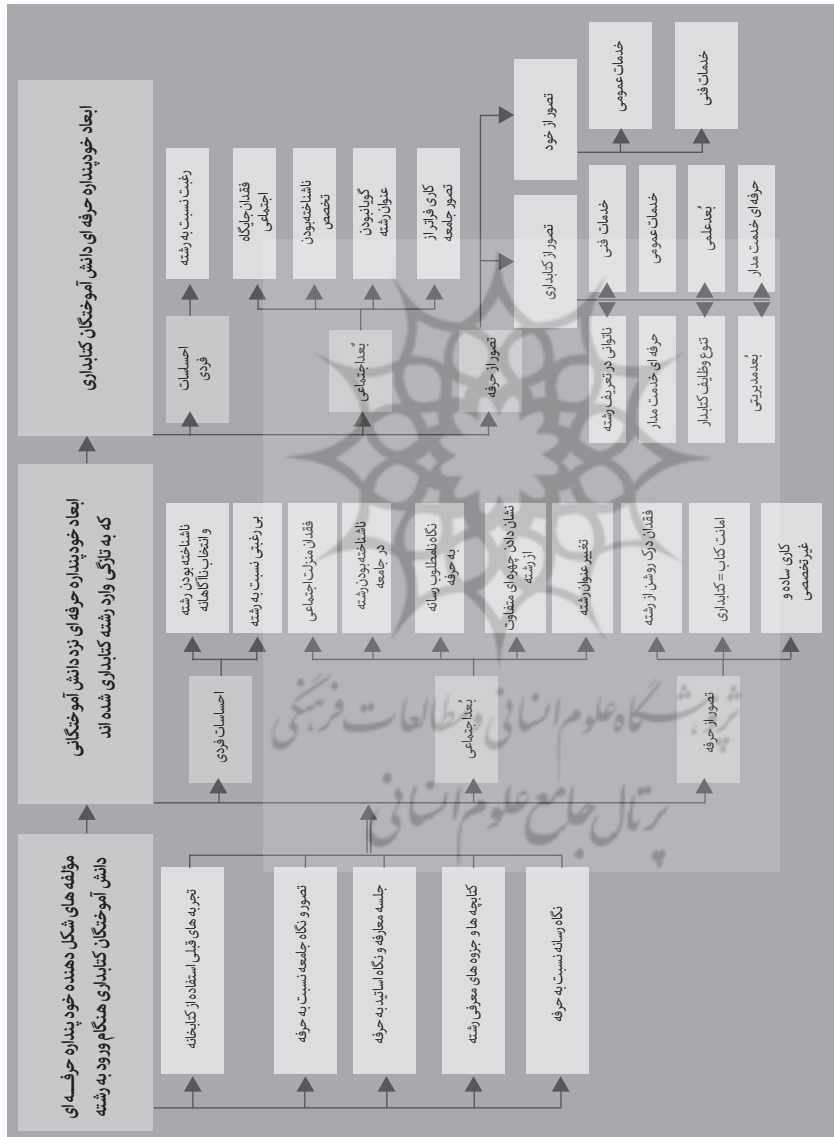 مؤلفه های شکل دهنده خود پنداره حرفـــه ای
دانش آموختگان کتابداری هنگام ورود به رشته
تجربه های قبلی استفاده از کتابخانه
تصور و نگاه جامعه نسبت به حرفه
جلسه معارفه و نگاه اساتید به حرفه
کتابچه ها و جزوه های معرفی رشته
نگاه رسانه نسبت به حرفه
ابعاد خودپنداره حرفه ای نزد دانش آموختگانی
که به تازگی وارد رشته کتابداری شده اند
احساسات فردی
ناشناخته بودن رشته
و انتخاب ناآگاهانه
بی رغبتی نسبت به رشته
بُعد اجتماعی
فقدان منزلت اجتماعی
ناشناخته بودن رشته
در جامعه
نگاه نامطلوب رسانه
به حرفه
نشان دادن چهره ای متفاوت
از رشته
تغییر عنوان رشته
تصور از حرفه
فقدان درک روشن از رشته
امانت کتاب = کتابداری
کاری ساده و
غیرتخصصی
ابعاد خودپنداره حرفه ای دانش آموختگان کتابداری
احساسات
فردی
رغبت نسبت به رشته
بُعد اجتماعی
فقدان جایگاه
اجتماعی
ناشناخته بودن
تخصص
گویا نبودن
عنوان رشته
کاری فراتر از
تصور جامعه
تصور از حرفه
تصور از کتابداری
ناتوانی در تعریف رشته
حرفه ای خدمت مدار
تنوع وظایف کتابدار
بُعد مدیریتی
خدمات فنی
خدمات عمومی
بُعد علمی
حرفه ای خدمت مدار
تصور از خود
خدمات عمومی
خدمات فنی
پژوهشگاه علوم انسانی و مطالعات فرهنگی
پرتال جامع علوم انسانی